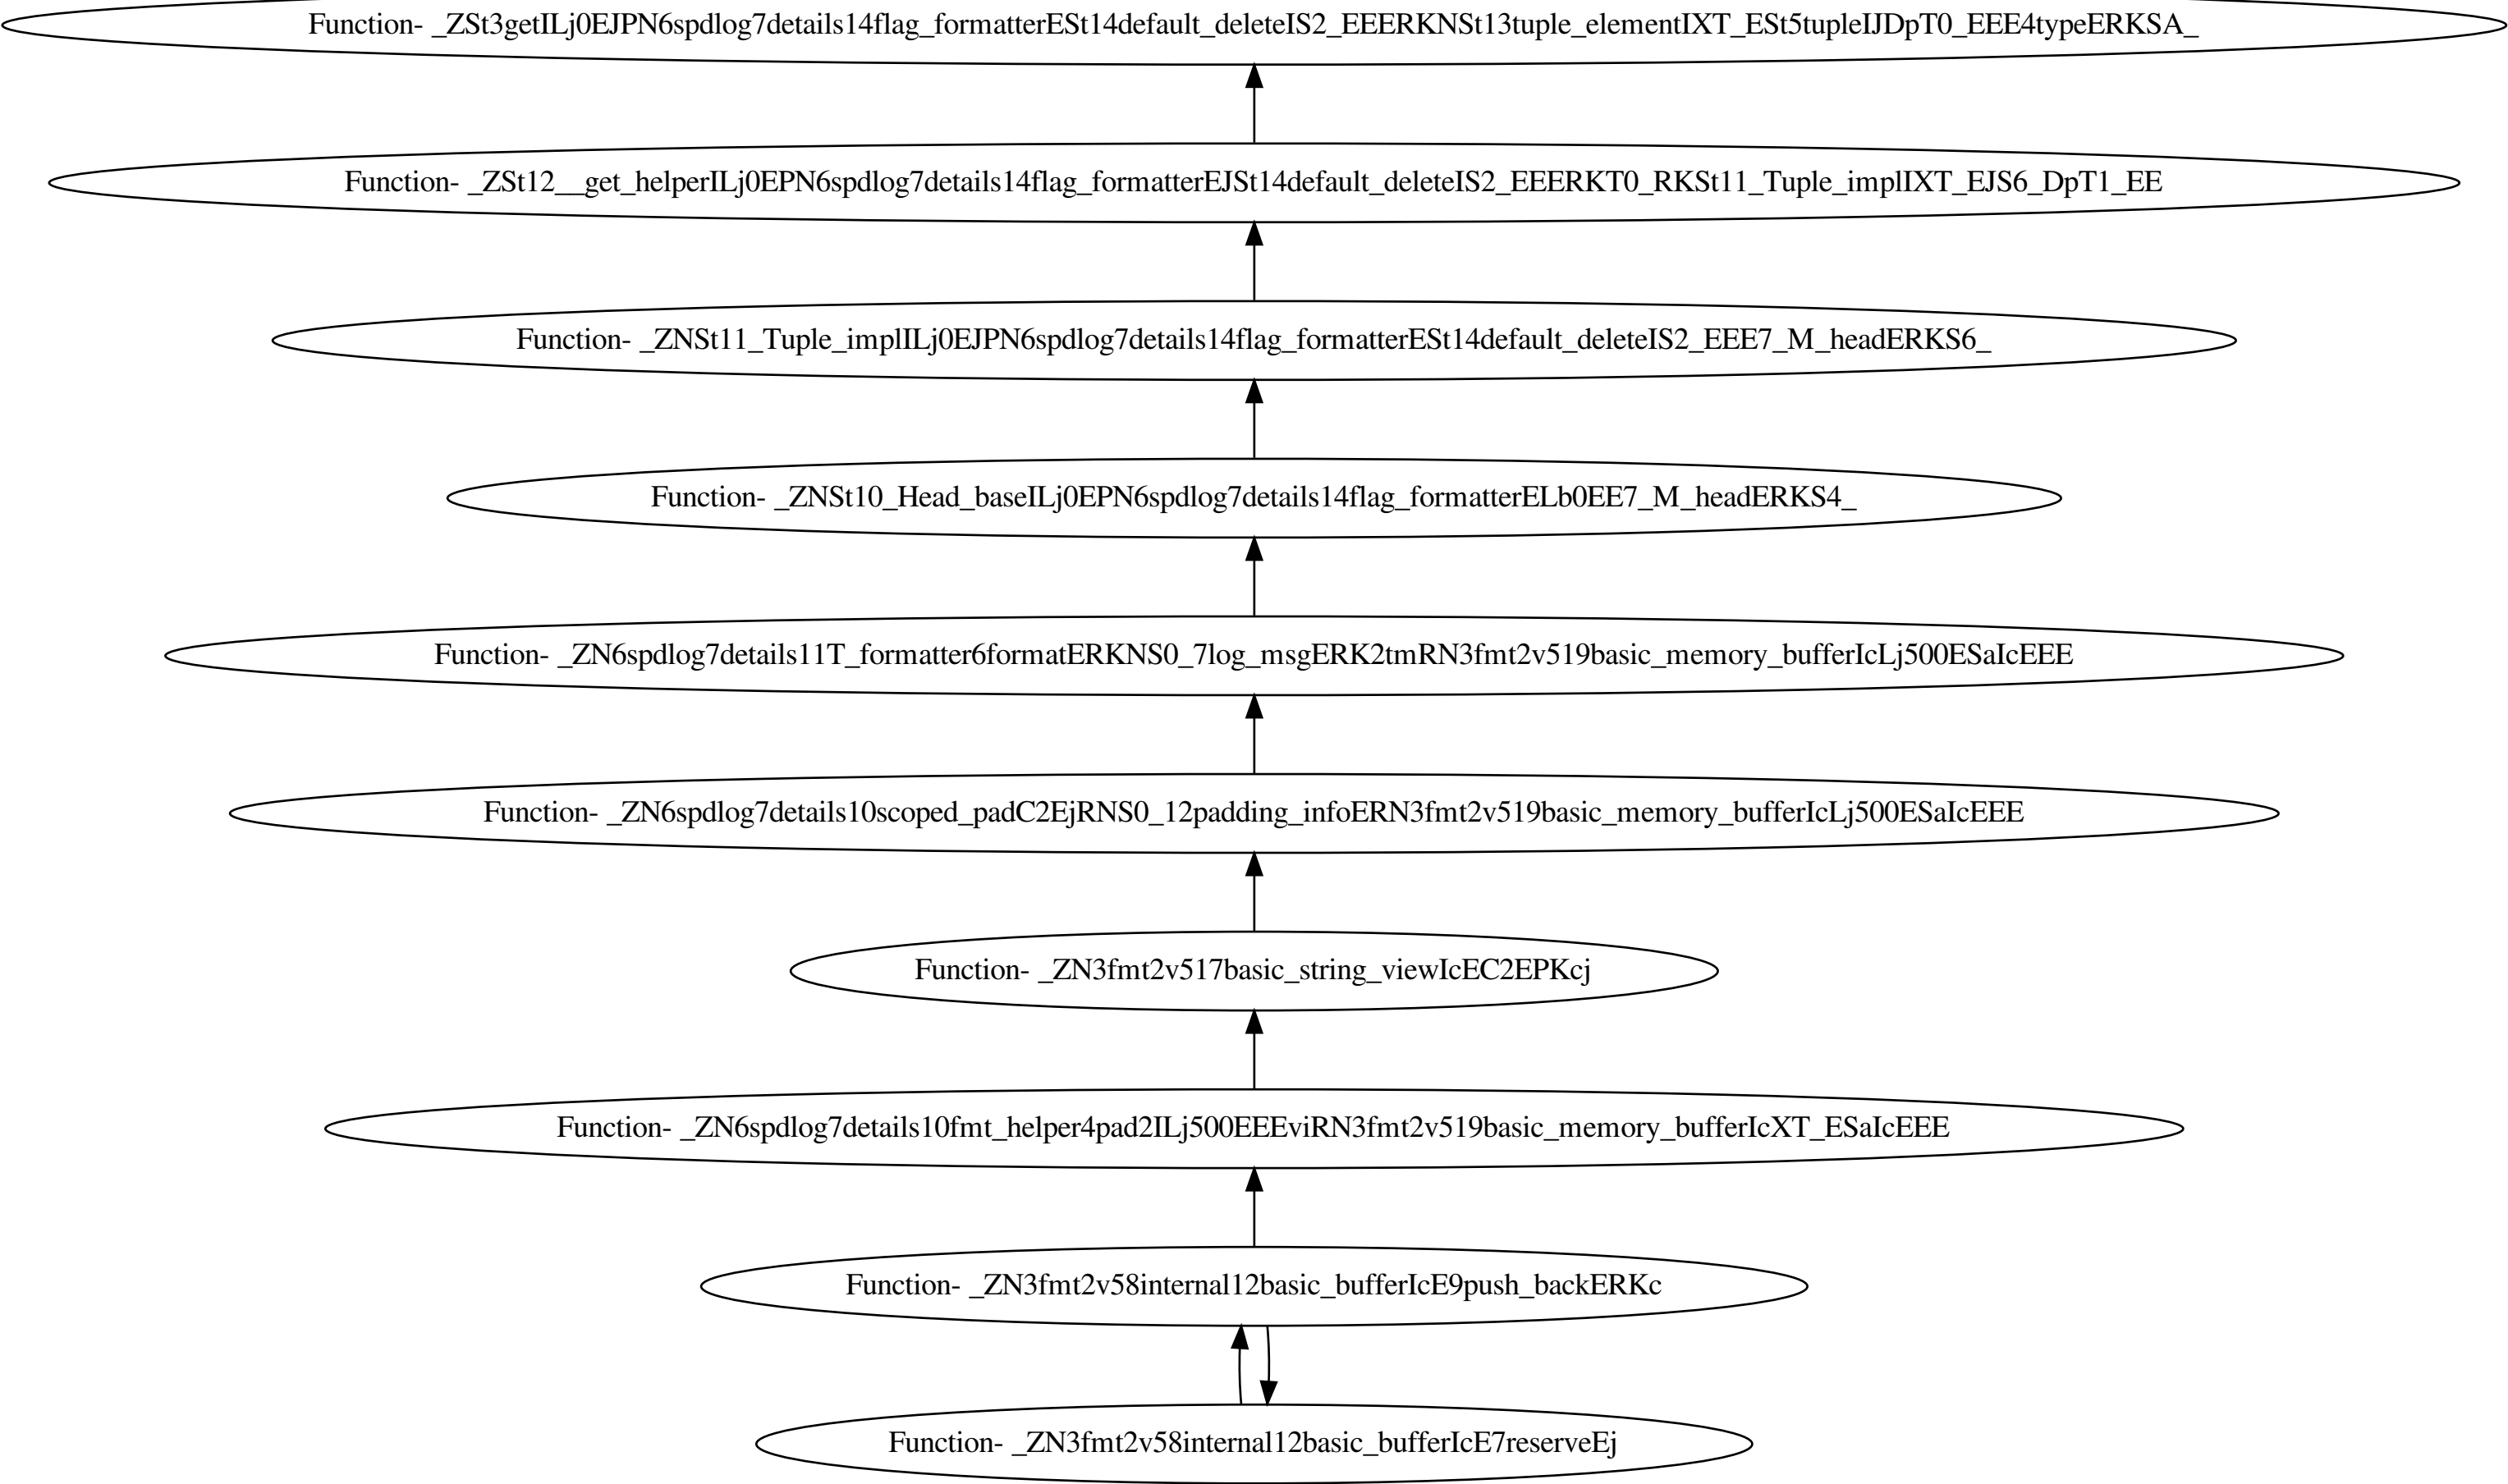 Function- _ZSt3getILj0EJPN6spdlog7details14flag_formatterESt14default_deleteIS2_EEERKNSt13tuple_elementIXT_ESt5tupleIJDpT0_EEE4typeERKSA_
Function- _ZSt12__get_helperILj0EPN6spdlog7details14flag_formatterEJSt14default_deleteIS2_EEERKT0_RKSt11_Tuple_implIXT_EJS6_DpT1_EE
Function- _ZNSt11_Tuple_implILj0EJPN6spdlog7details14flag_formatterESt14default_deleteIS2_EEE7_M_headERKS6_
Function- _ZNSt10_Head_baseILj0EPN6spdlog7details14flag_formatterELb0EE7_M_headERKS4_
Function- _ZN6spdlog7details11T_formatter6formatERKNS0_7log_msgERK2tmRN3fmt2v519basic_memory_bufferIcLj500ESaIcEEE
Function- _ZN6spdlog7details10scoped_padC2EjRNS0_12padding_infoERN3fmt2v519basic_memory_bufferIcLj500ESaIcEEE
Function- _ZN3fmt2v517basic_string_viewIcEC2EPKcj
Function- _ZN6spdlog7details10fmt_helper4pad2ILj500EEEviRN3fmt2v519basic_memory_bufferIcXT_ESaIcEEE
Function- _ZN3fmt2v58internal12basic_bufferIcE9push_backERKc
Function- _ZN3fmt2v58internal12basic_bufferIcE7reserveEj